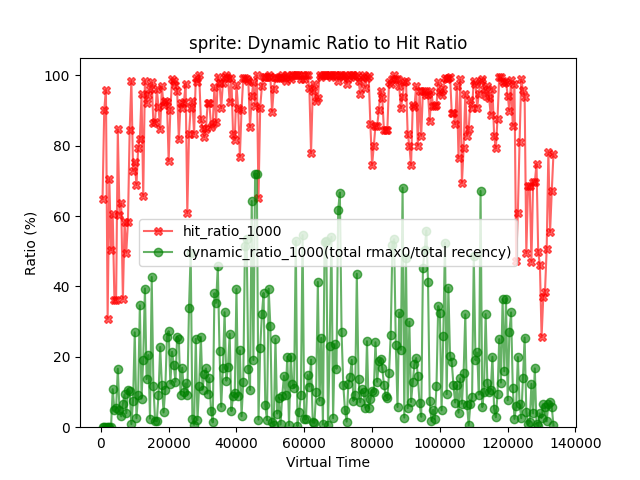 sprite: Dynamic Ratio to Hit Ratio
100
80
60
40
20
0
Ratio (%)
hit_ratio_1000
dynamic_ratio_1000(total rmax0/total recency)
0
20000
40000
60000
80000
100000
120000
140000
Virtual Time